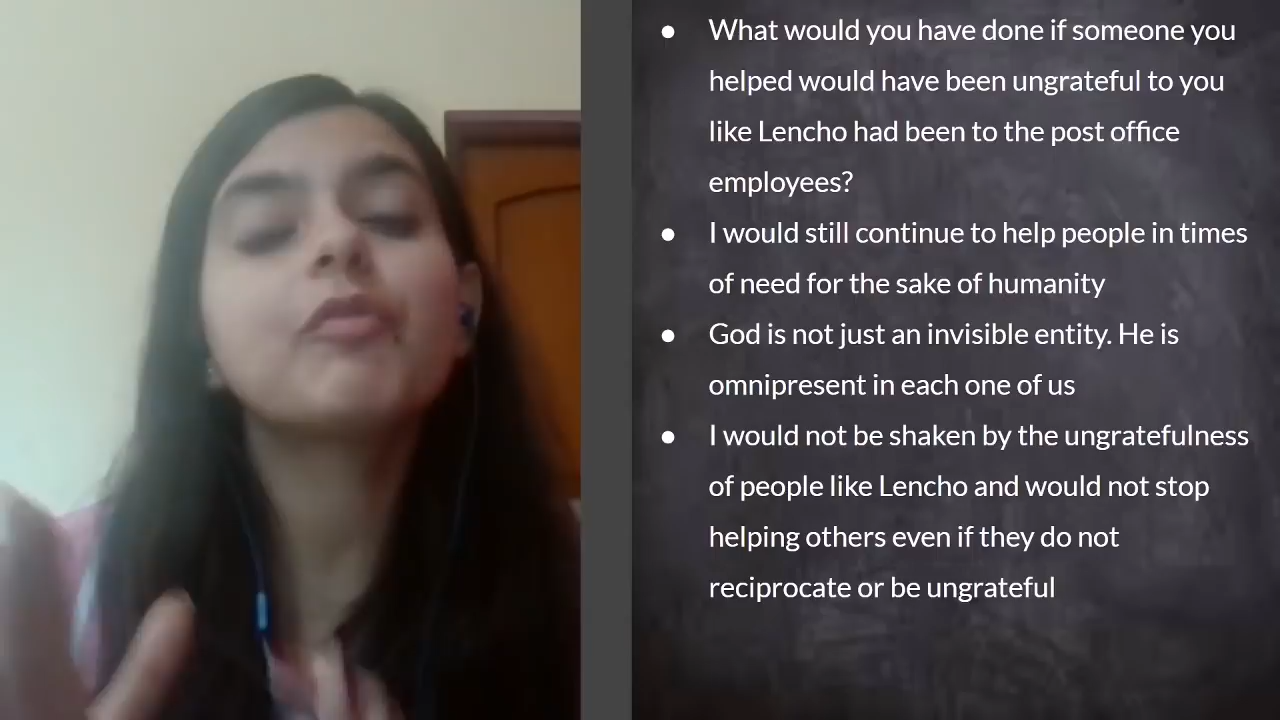 ● What would you have done if someone you
helped would have been ungrateful to you
like Lencho had been to the post office
employees?
● I would still continue to help people in times
of need for the sake of humanity
● God is not just an invisible entity. He is
omnipresent in each one of us
● I would not be shaken by the ungratefulness
of people like Lencho and would not stop
helping others even if they do not
reciprocate or be ungrateful